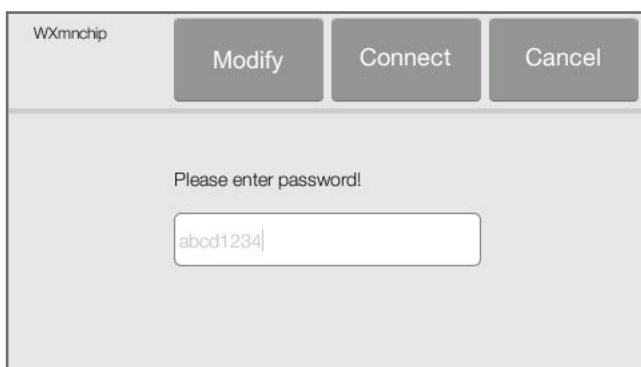 WXmnchip
Modify
Connect
Cancel
Please enter password!
abcd1234